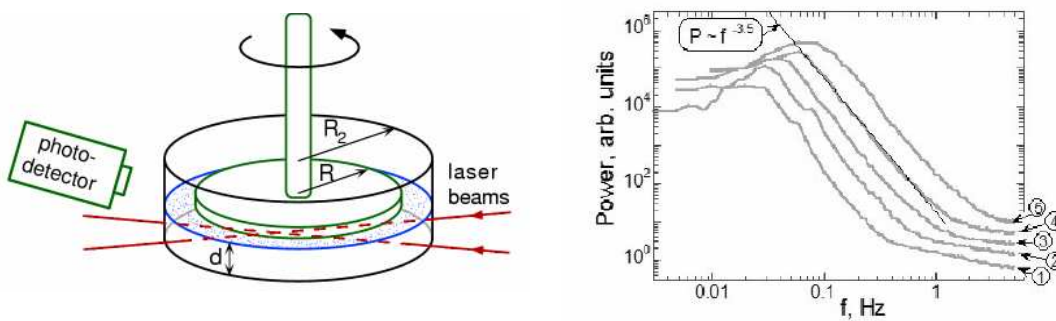 photo-
detector
R₂
R
laser
beams
d
Power, arb. units
10⁶
10⁴
10²
10⁰
P ~ f ⁻³·⁵
⑥
④
③
②
①
0.01
0.1
1
f, Hz